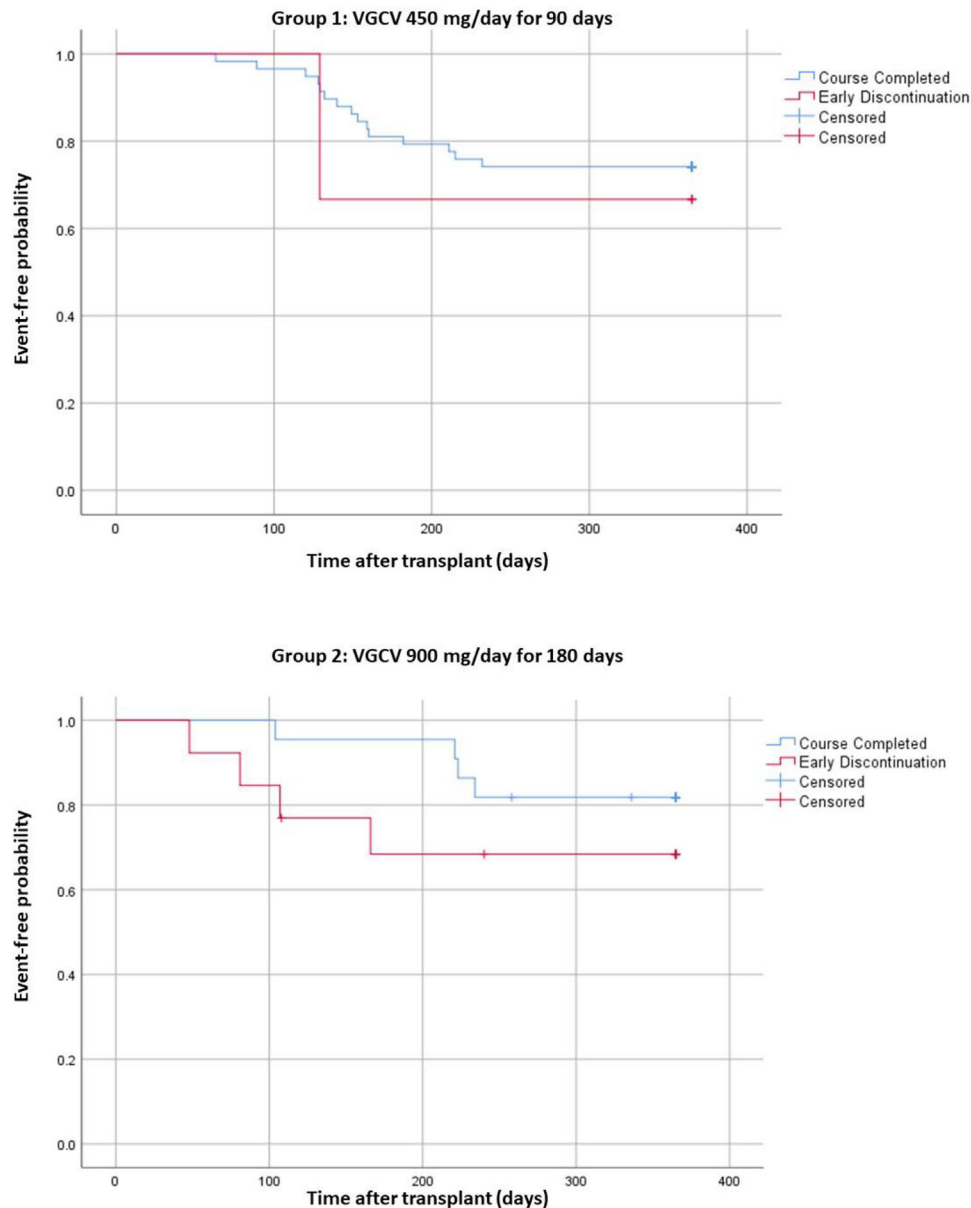 Group 1: VGCV 450 mg/day for 90 days
Event-free probability
1.0
0.8
0.6
0.4
0.2
0.0
0
100
200
300
400
Time after transplant (days)
Course Completed
Early Discontinuation
Censored
Censored
Group 2: VGCV 900 mg/day for 180 days
Event-free probability
1.0
0.8
0.6
0.4
0.2
0.0
0
100
200
300
400
Time after transplant (days)
Course Completed
Early Discontinuation
Censored
Censored